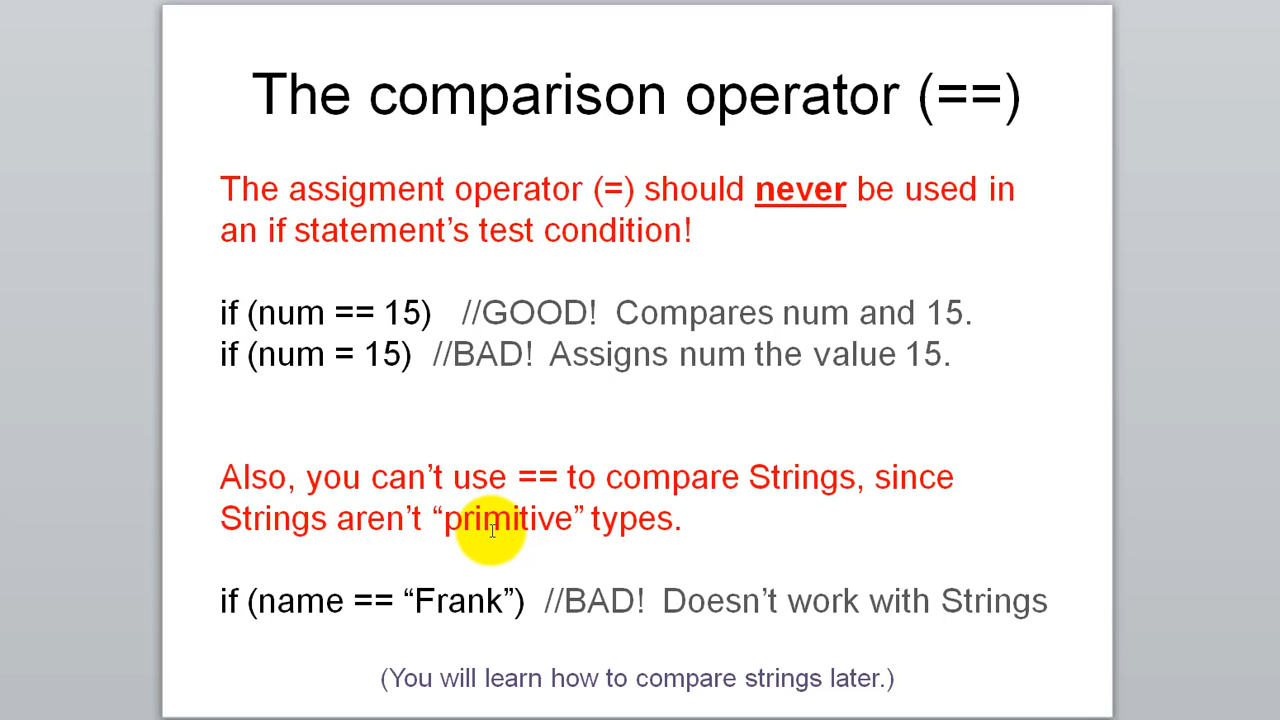 The comparison operator (==)
The assigment operator (=) should never be used in
an if statement’s test condition!
if (num == 15) //GOOD! Compares num and 15.
if (num = 15) //BAD! Assigns num the value 15.
Also, you can’t use == to compare Strings, since
Strings aren’t “primitive” types.
if (name == “Frank”) //BAD! Doesn’t work with Strings
(You will learn how to compare strings later.)